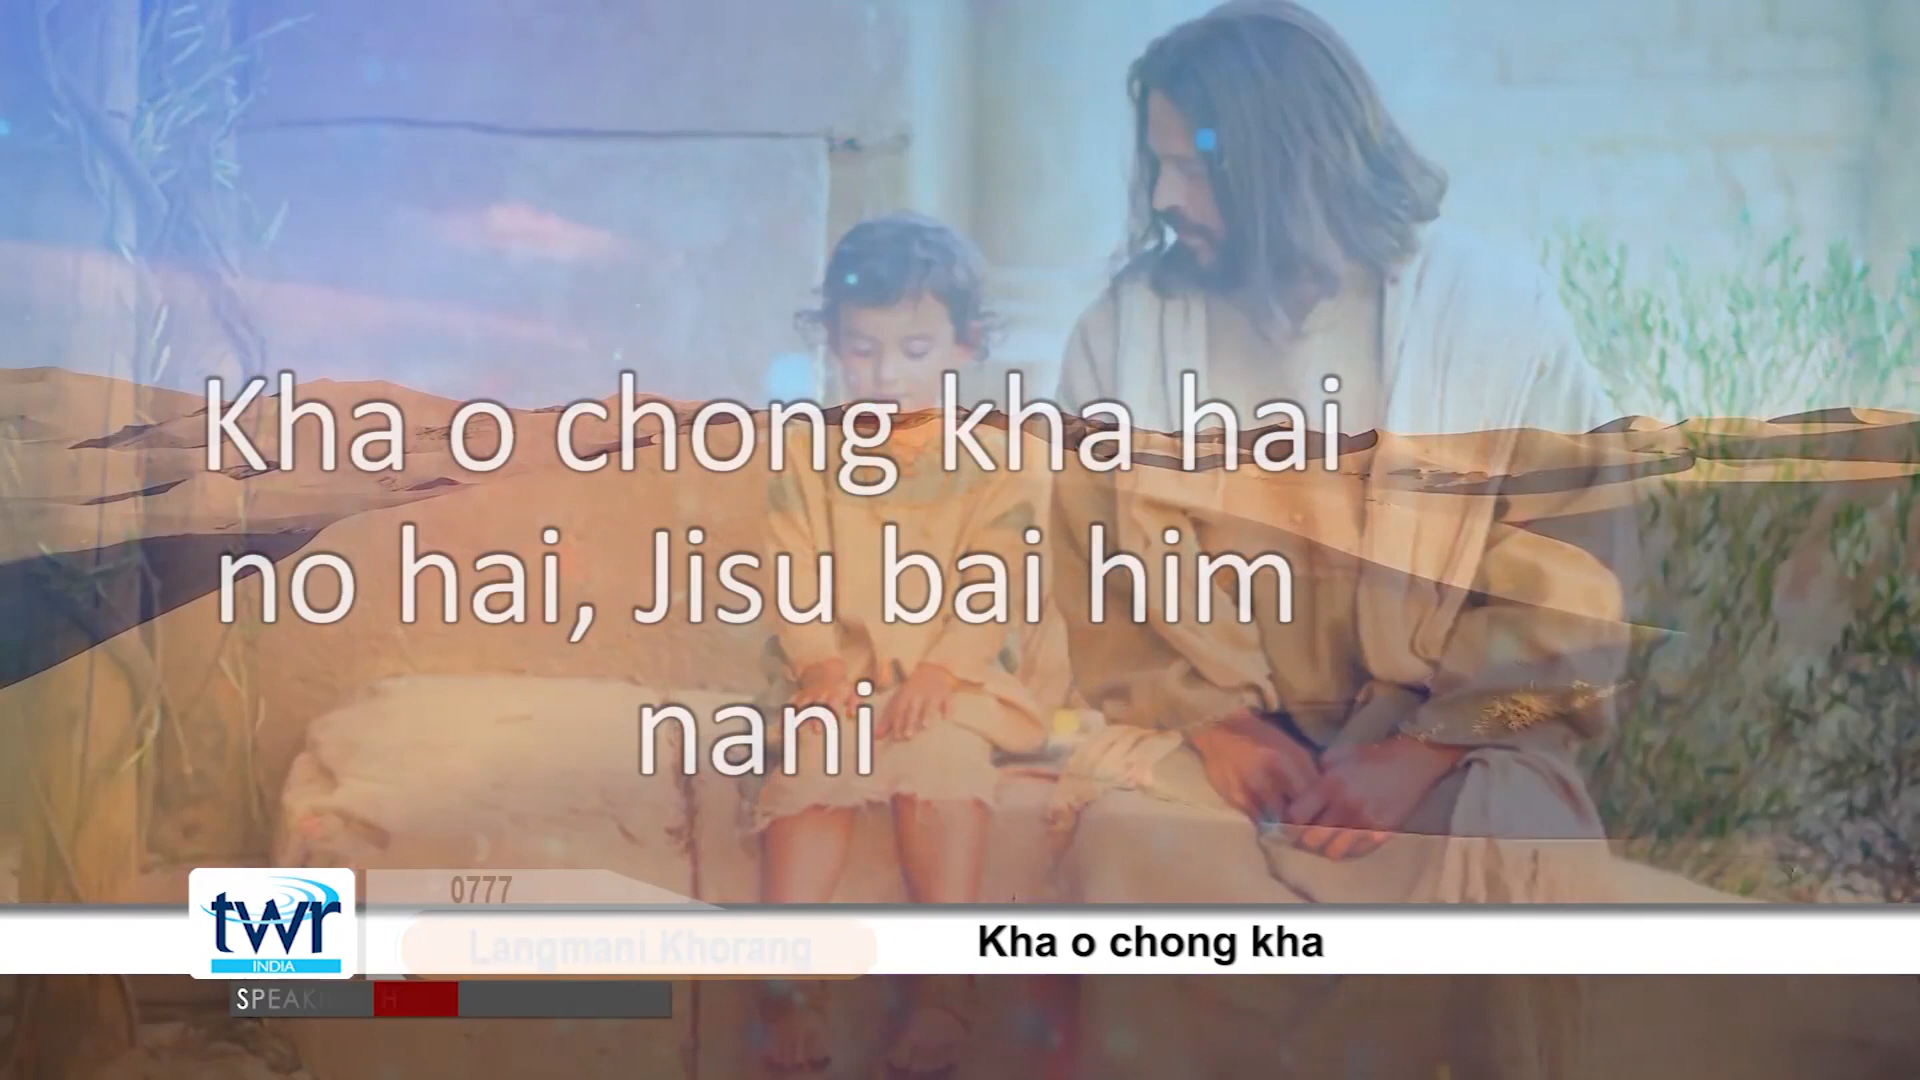 Kha o chong kha hai
no hai, Jisu bai him
nani
0777
twr
INDIA
Langmani Khorang
Kha o chong kha